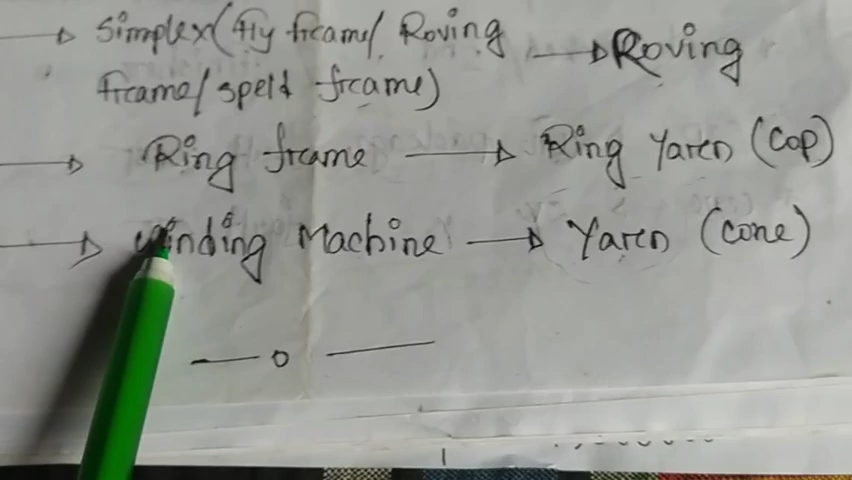 → Simplex (Fly frame / Roving → Roving
frame / speed frame)
→ Ring frame → Ring Yarn (Cop)
→ Winding Machine → Yarn (cone)
— o —